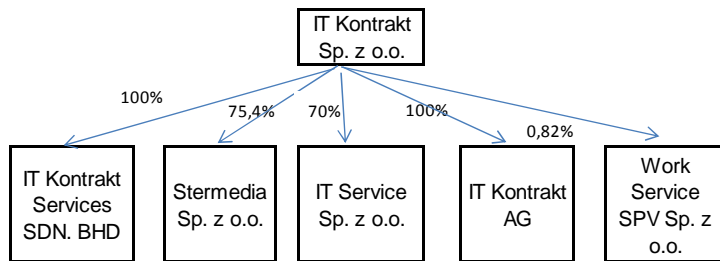 IT Kontrakt
Sp. z o.o.
100%
75,4%
70%
100%
0,82%
IT Kontrakt
Services
SDN. BHD
Stermedia
Sp. z o.o.
IT Service
Sp. z o.o.
IT Kontrakt
AG
Work
Service
SPV Sp. z
o.o.